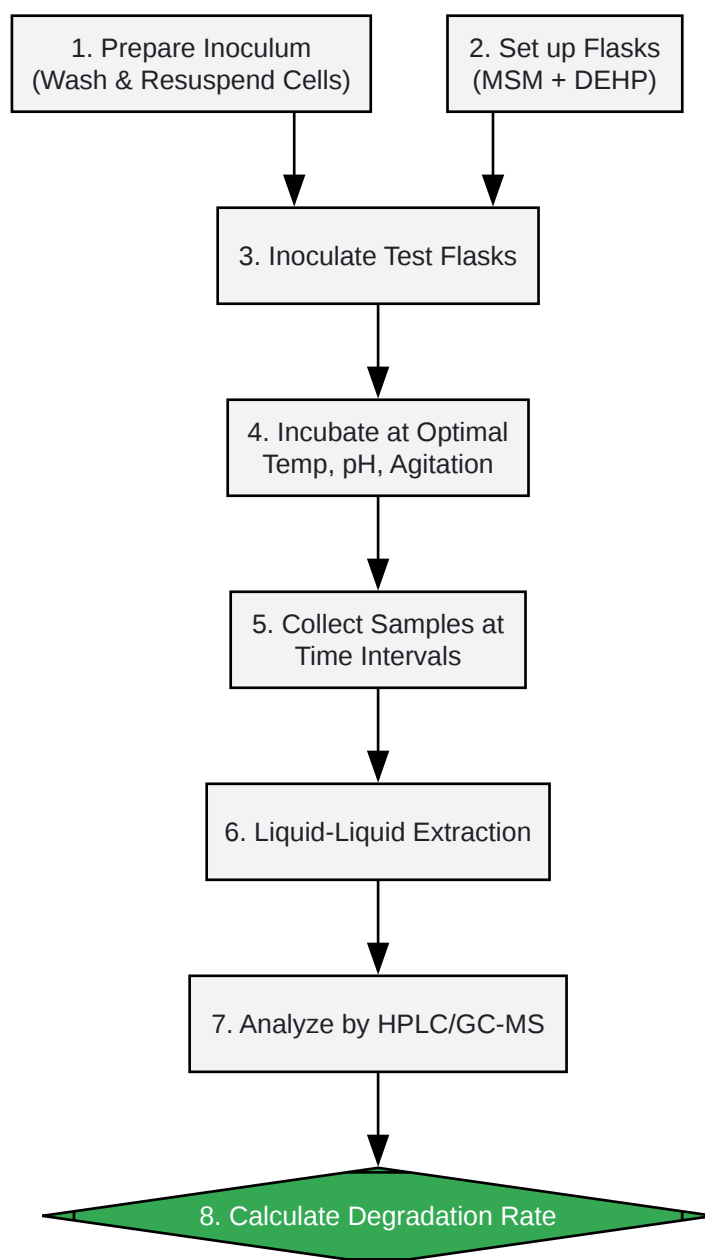 1. Prepare Inoculum
(Wash & Resuspend Cells)
2. Set up Flasks
(MSM + DEHP)
3. Inoculate Test Flasks
4. Incubate at Optimal
Temp, pH, Agitation
5. Collect Samples at
Time Intervals
6. Liquid-Liquid Extraction
7. Analyze by HPLC/GC-MS
8. Calculate Degradation Rate